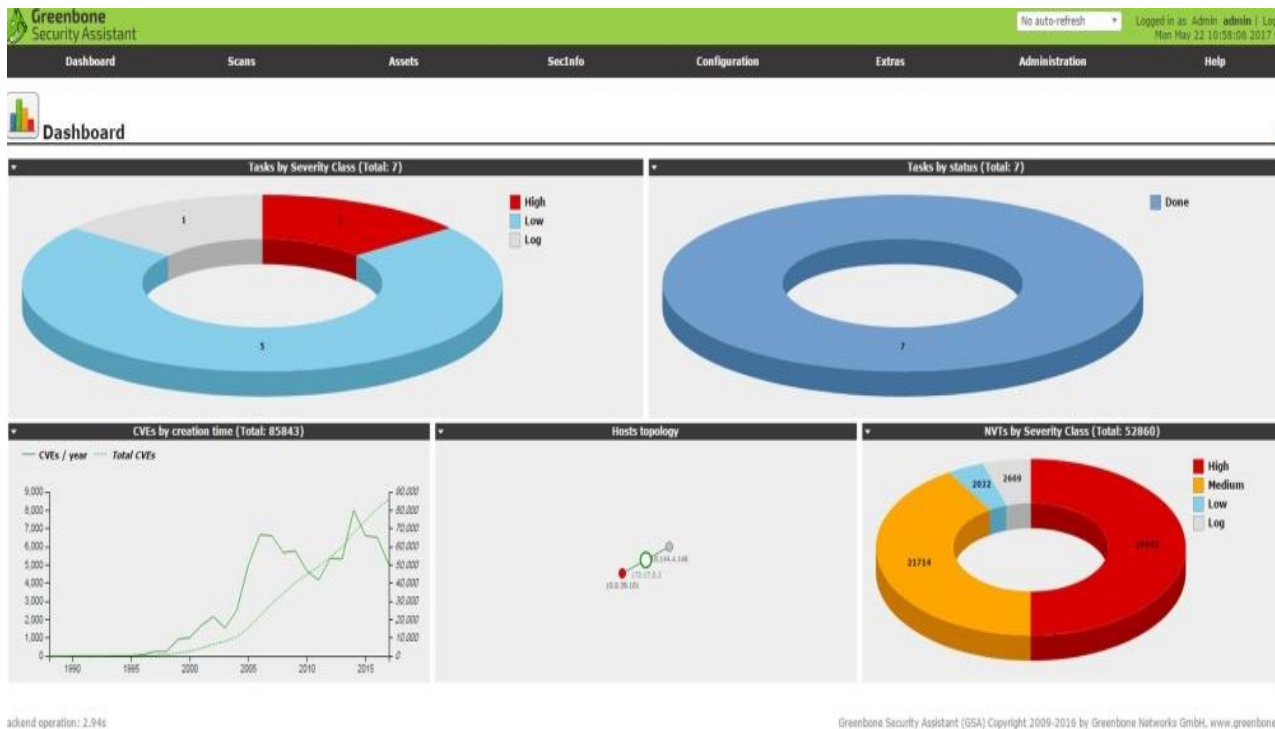 Greenbone
Security Assistant
No auto-refresh
Logged in as Admin admin | Log
Mon May 22 10:58:06 2017
Dashboard
Scans
Assets
SecInfo
Configuration
Extras
Administration
Help
Dashboard
Tasks by Severity Class (Total: 7)
1
5
High
Low
Log
Tasks by status (Total: 7)
7
Done
CVEs by creation time (Total: 85843)
CVEs / year
Total CVEs
9,000
8,000
7,000
6,000
5,000
4,000
3,000
2,000
1,000
0
90,000
80,000
70,000
60,000
50,000
40,000
30,000
20,000
10,000
0
1990
1995
2000
2005
2010
2015
Hosts topology
NVTs by Severity Class (Total: 52860)
2032
2669
21714
High
Medium
Low
Log
ackend operation: 2.94s
Greenbone Security Assistant (GSA) Copyright 2009-2016 by Greenbone Networks GmbH, www.greenbone